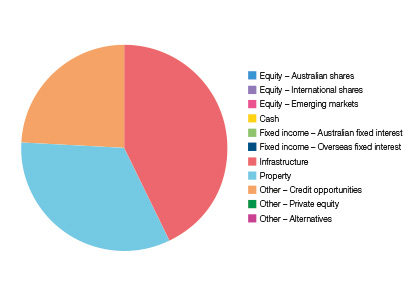 Equity – Australian shares
Equity – International shares
Equity – Emerging markets
Cash
Fixed income – Australian fixed interest
Fixed income – Overseas fixed interest
Infrastructure
Property
Other – Credit opportunities
Other – Private equity
Other – Alternatives